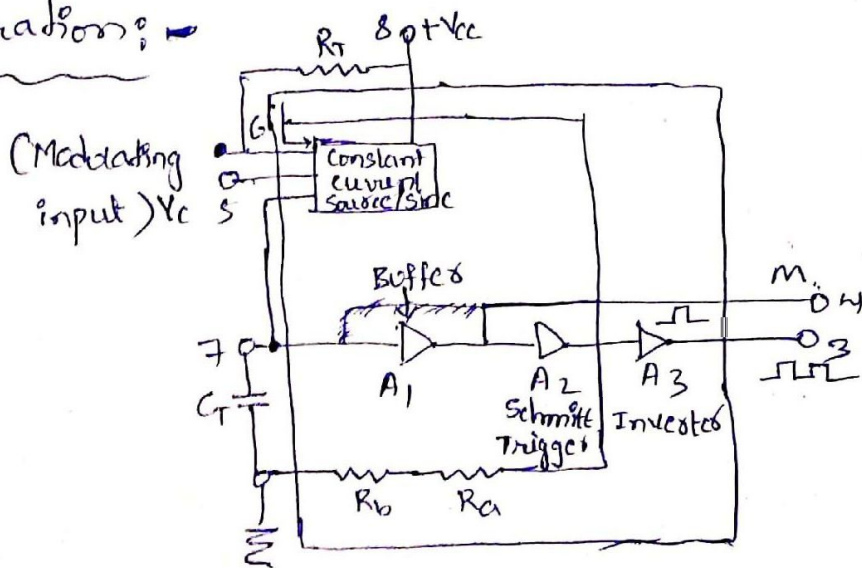 ration:-
RT 8 +Vcc
6
(Modulating
input) Vc 5
constant
current
source/sink
Buffer
7
A1
A2
A3
4
3
CT
Schmitt
Trigger
Inverter
Rb
Ra